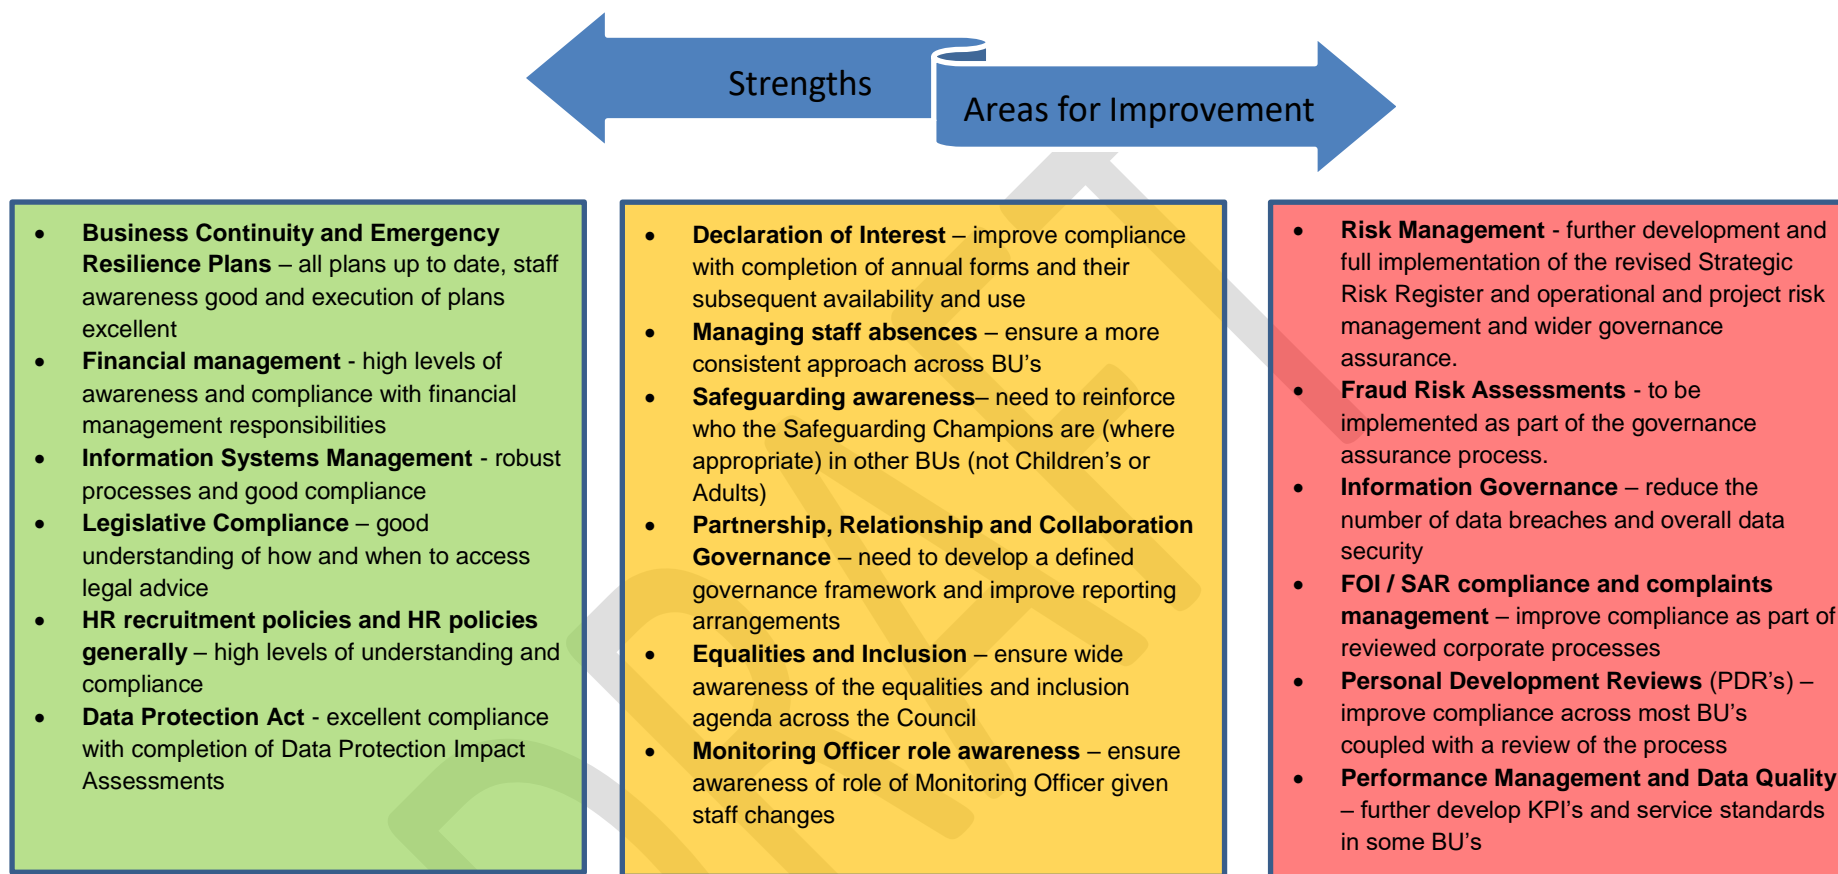 Strengths
Areas for Improvement
• Business Continuity and Emergency
Resilience Plans – all plans up to date, staff
awareness good and execution of plans
excellent
• Financial management - high levels of
awareness and compliance with financial
management responsibilities
• Information Systems Management - robust
processes and good compliance
• Legislative Compliance – good
understanding of how and when to access
legal advice
• HR recruitment policies and HR policies
generally – high levels of understanding and
compliance
• Data Protection Act - excellent compliance
with completion of Data Protection Impact
Assessments
• Declaration of Interest – improve compliance
with completion of annual forms and their
subsequent availability and use
• Managing staff absences – ensure a more
consistent approach across BU’s
• Safeguarding awareness– need to reinforce
who the Safeguarding Champions are (where
appropriate) in other BUs (not Children’s or
Adults)
• Partnership, Relationship and Collaboration
Governance – need to develop a defined
governance framework and improve reporting
arrangements
• Equalities and Inclusion – ensure wide
awareness of the equalities and inclusion
agenda across the Council
• Monitoring Officer role awareness – ensure
awareness of role of Monitoring Officer given
staff changes
• Risk Management - further development and
full implementation of the revised Strategic
Risk Register and operational and project risk
management and wider governance
assurance.
• Fraud Risk Assessments - to be
implemented as part of the governance
assurance process.
• Information Governance – reduce the
number of data breaches and overall data
security
• FOI / SAR compliance and complaints
management – improve compliance as part of
reviewed corporate processes
• Personal Development Reviews (PDR’s) –
improve compliance across most BU’s
coupled with a review of the process
• Performance Management and Data Quality
– further develop KPI’s and service standards
in some BU’s
DRAFT